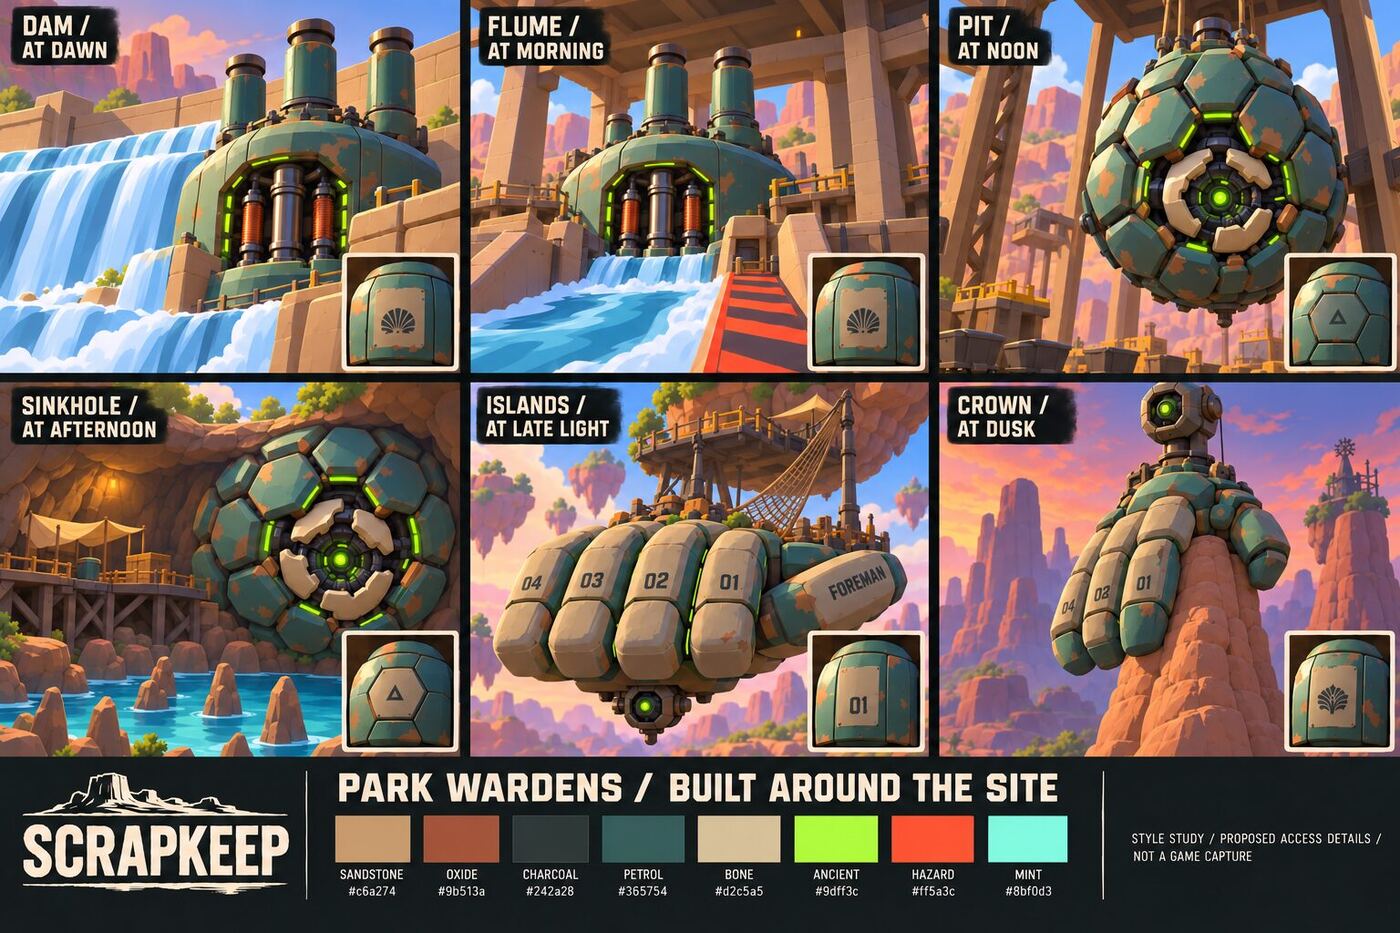 DAM /
AT DAWN
FLUME /
AT MORNING
PIT /
AT NOON
SINKHOLE /
AT AFTERNOON
ISLANDS /
AT LATE LIGHT
04
03
02
01
FOREMAN
01
CROWN /
AT DUSK
04
03
01
SCRAPKEEP
PARK WARDENS / BUILT AROUND THE SITE
SANDSTONE
#c6a274
OXIDE
#9b513a
CHARCOAL
#242a28
PETROL
#365754
BONE
#d2c5a5
ANCIENT
#9dff3c
HAZARD
#ff5a3c
MINT
#8bf0d3
STYLE STUDY / PROPOSED ACCESS DETAILS /
NOT A GAME CAPTURE